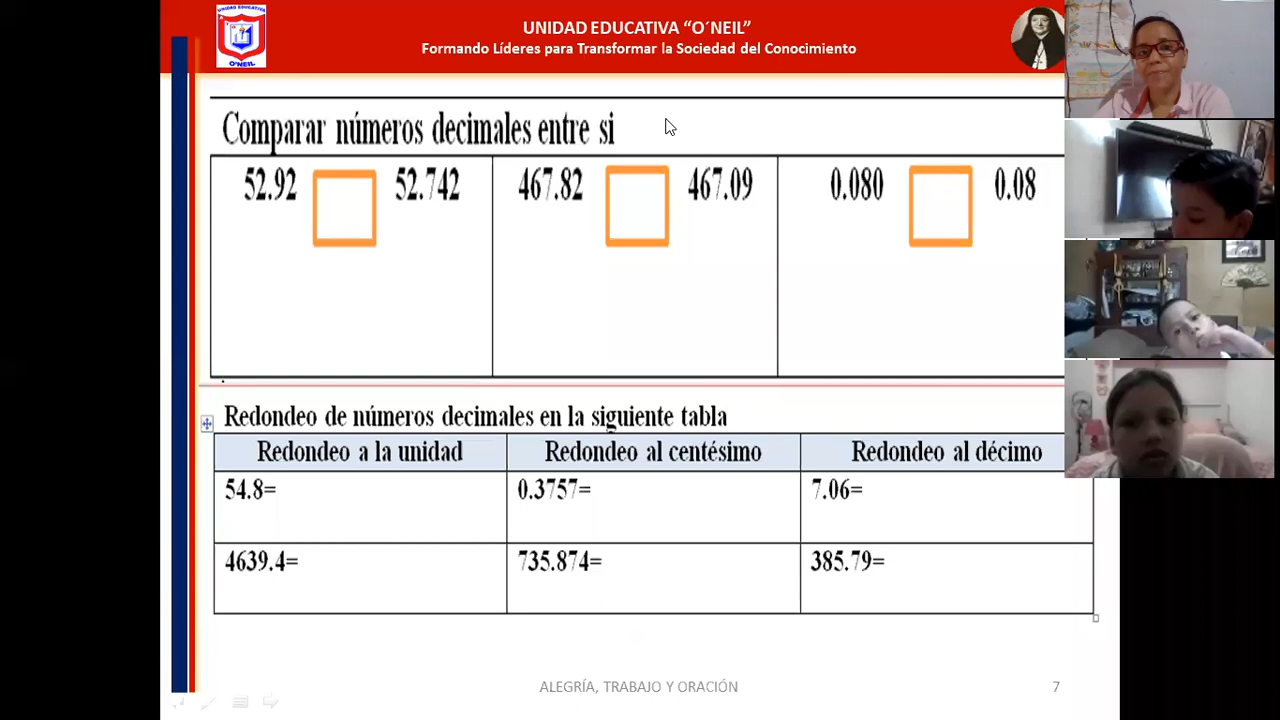 UNIDAD EDUCATIVA
O´NEIL
UNIDAD EDUCATIVA “O´NEIL”
Formando Líderes para Transformar la Sociedad del Conocimiento
Comparar números decimales entre si
52.92 52.742 467.82 467.09 0.080 0.08
Redondeo de números decimales en la siguiente tabla
Redondeo a la unidad Redondeo al centésimo Redondeo al décimo
54.8= 0.3757= 7.06=
4639.4= 735.874= 385.79=
ALEGRÍA, TRABAJO Y ORACIÓN 7